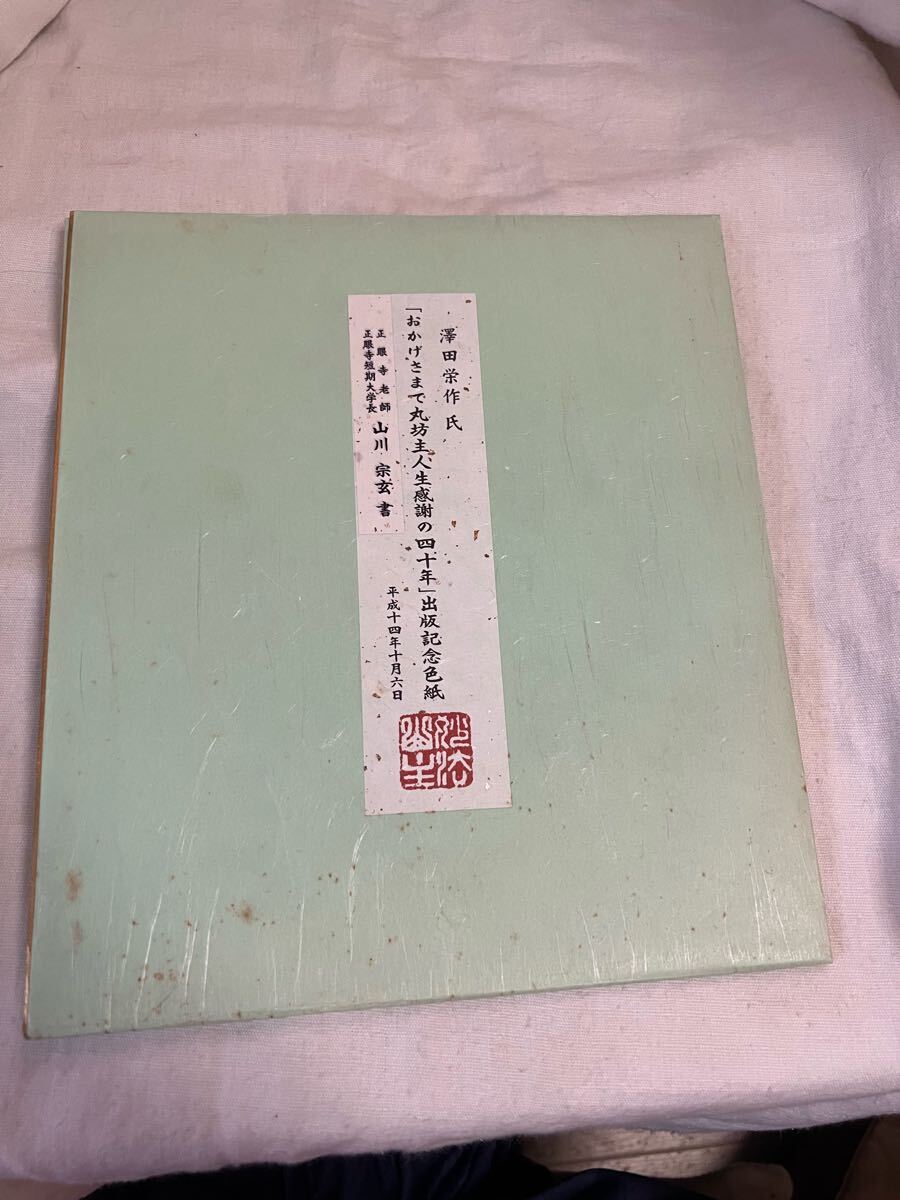 澤田栄作氏
「おかげさまで丸坊主人生感謝の四十年」出版記念色紙
平成十四年十月六日
正眼寺老師
正眼寺短期大学長
山川宗玄書
妙法